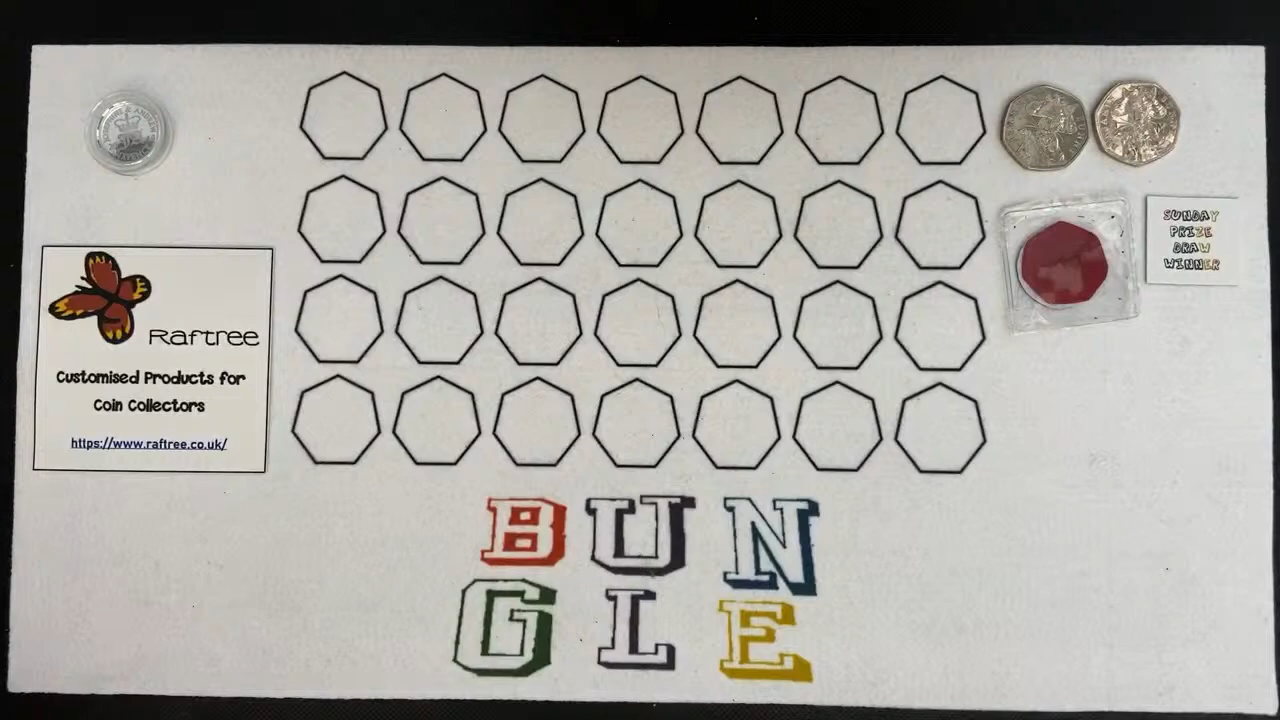 Raftree
Customised Products for
Coin Collectors
https://www.raftree.co.uk/
SUNDAY
PRIZE
DRAW
WINNER
BUN
GLE